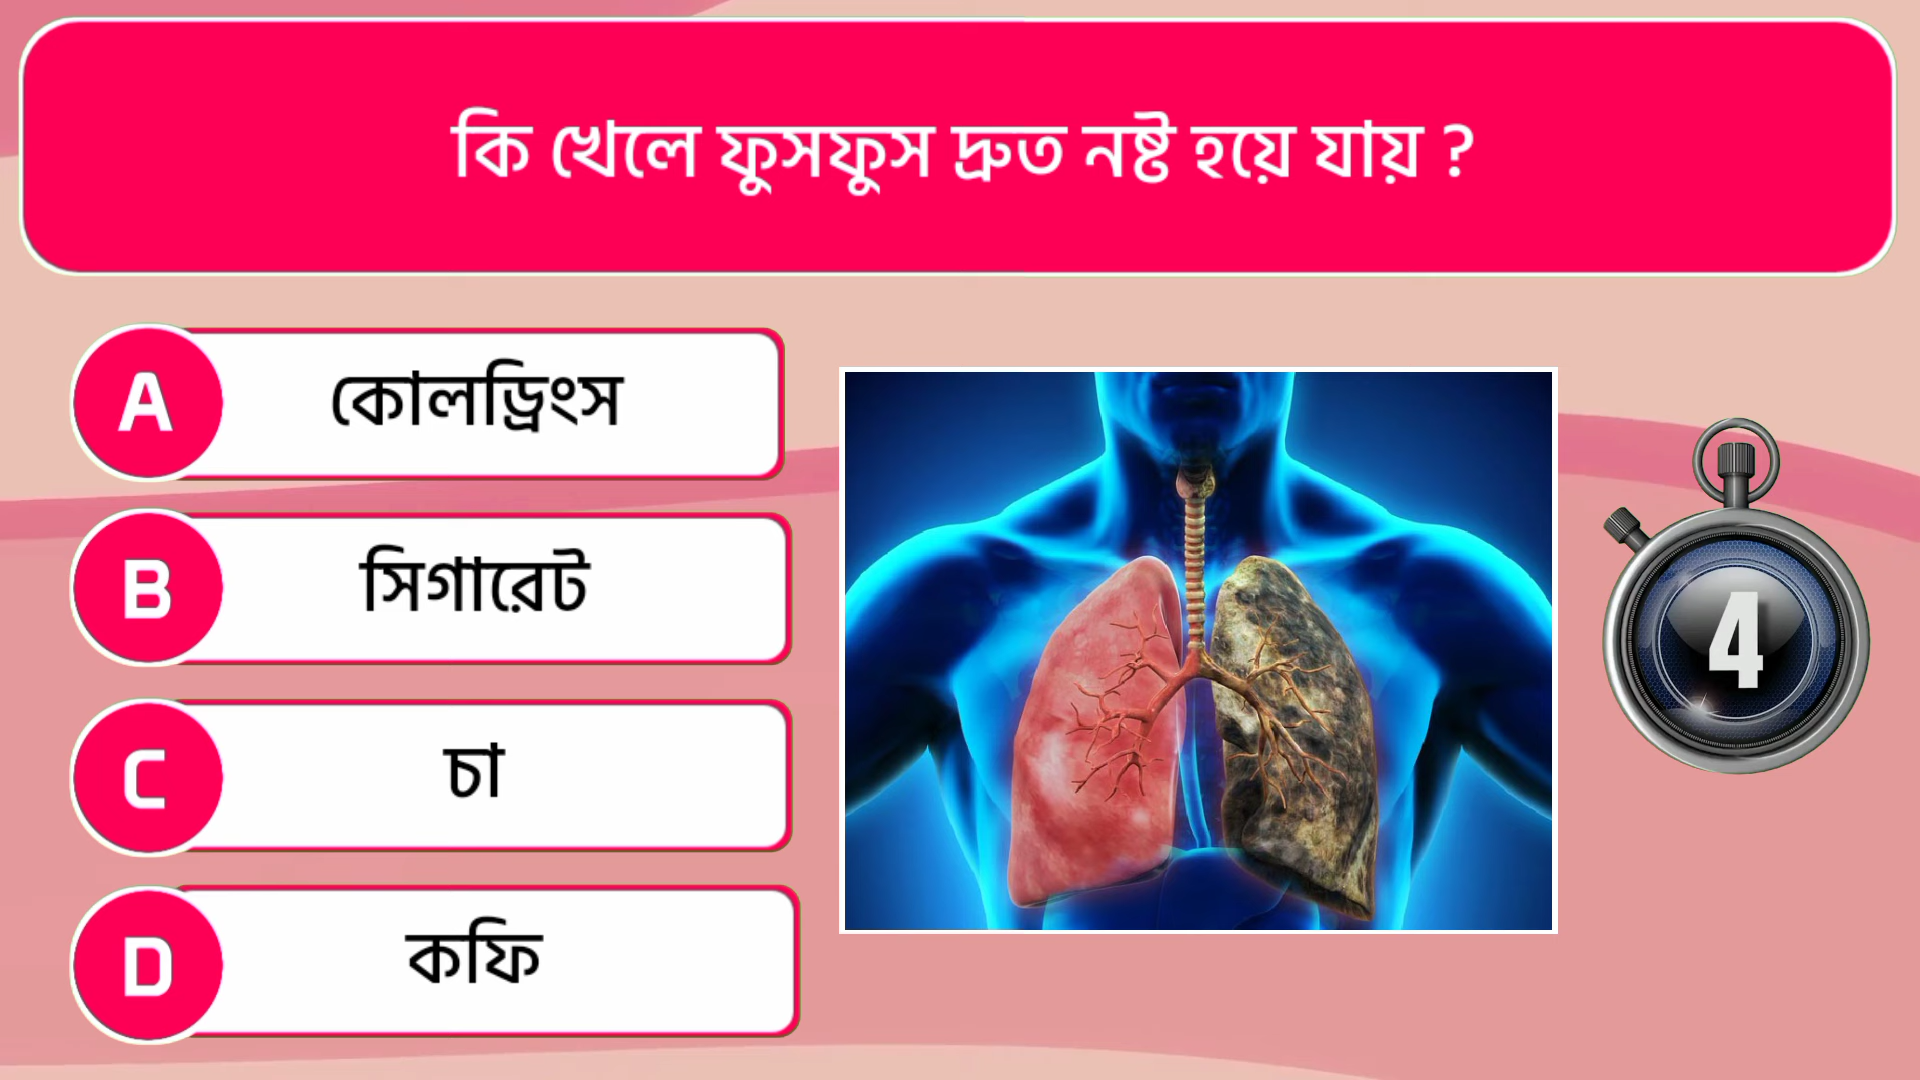 কি খেলে ফুসফুস দ্রুত নষ্ট হয়ে যায় ?
A কোলড্রিংস
B সিগারেট
C চা
D কফি
4